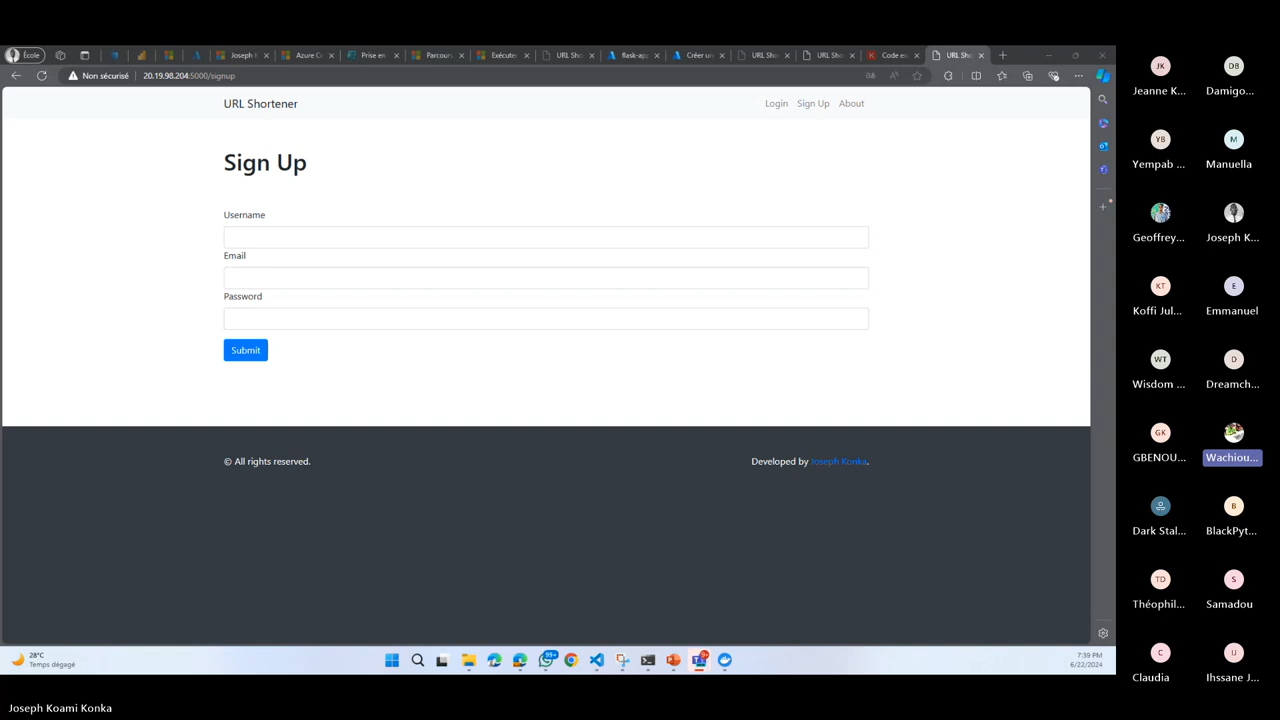 École
Joseph K
Azure Co
Prise en
Parcours
Exécuter
URL Sho
flask-app
Créer un
URL Sho
URL Sho
Code ex
URL Sho
Non sécurisé
20.19.98.204:5000/signup
URL Shortener
Login
Sign Up
About
Sign Up
Username
Email
Password
Submit
© All rights reserved.
Developed by Joseph Konka.
28°C
Temps dégagé
99+
9+
7:39 PM
6/22/2024
JK
DB
Jeanne K...
Damigo...
YB
M
Yempab ...
Manuella
Geoffrey...
Joseph K...
KT
E
Koffi Jul...
Emmanuel
WT
D
Wisdom ...
Dreamch...
GK
GBENOU...
Wachiou...
B
Dark Stal...
BlackPyt...
TD
S
Théophil...
Samadou
C
IJ
Claudia
Ihssane J...
Joseph Koami Konka